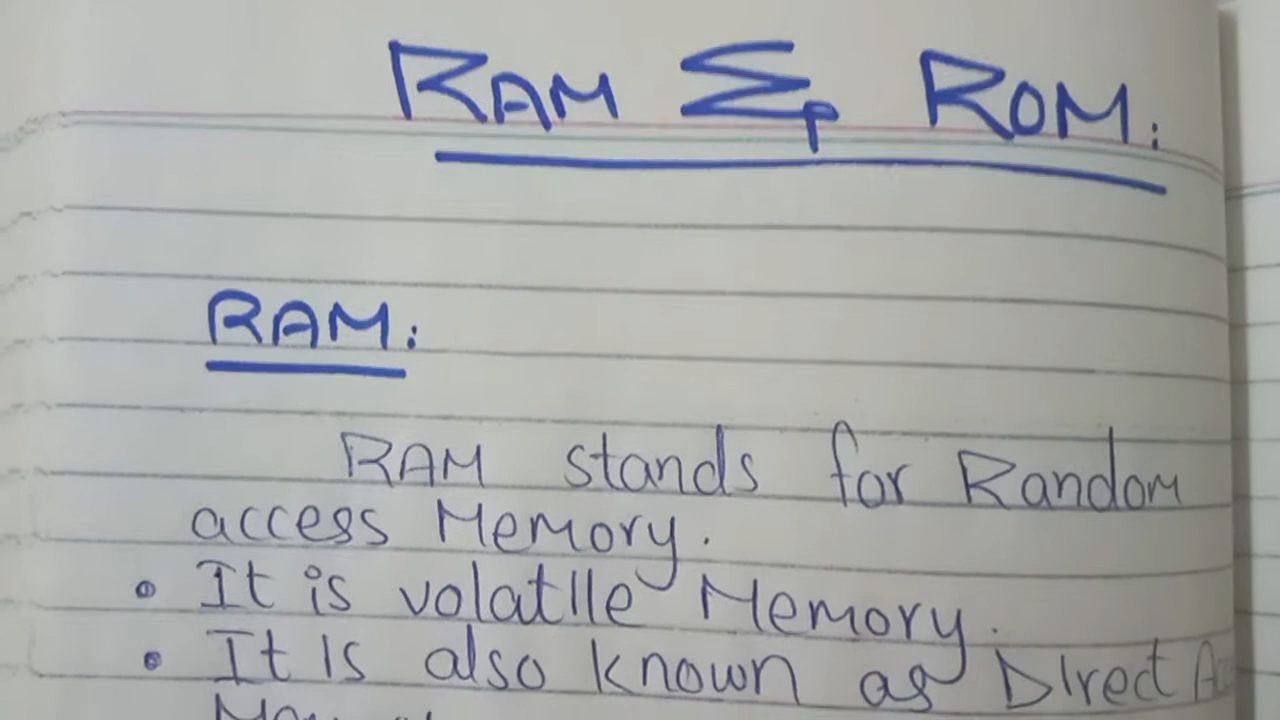 RAM & ROM:
RAM:
RAM stands for Random
access Memory.
• It is volatile Memory.
• It is also known as Direct